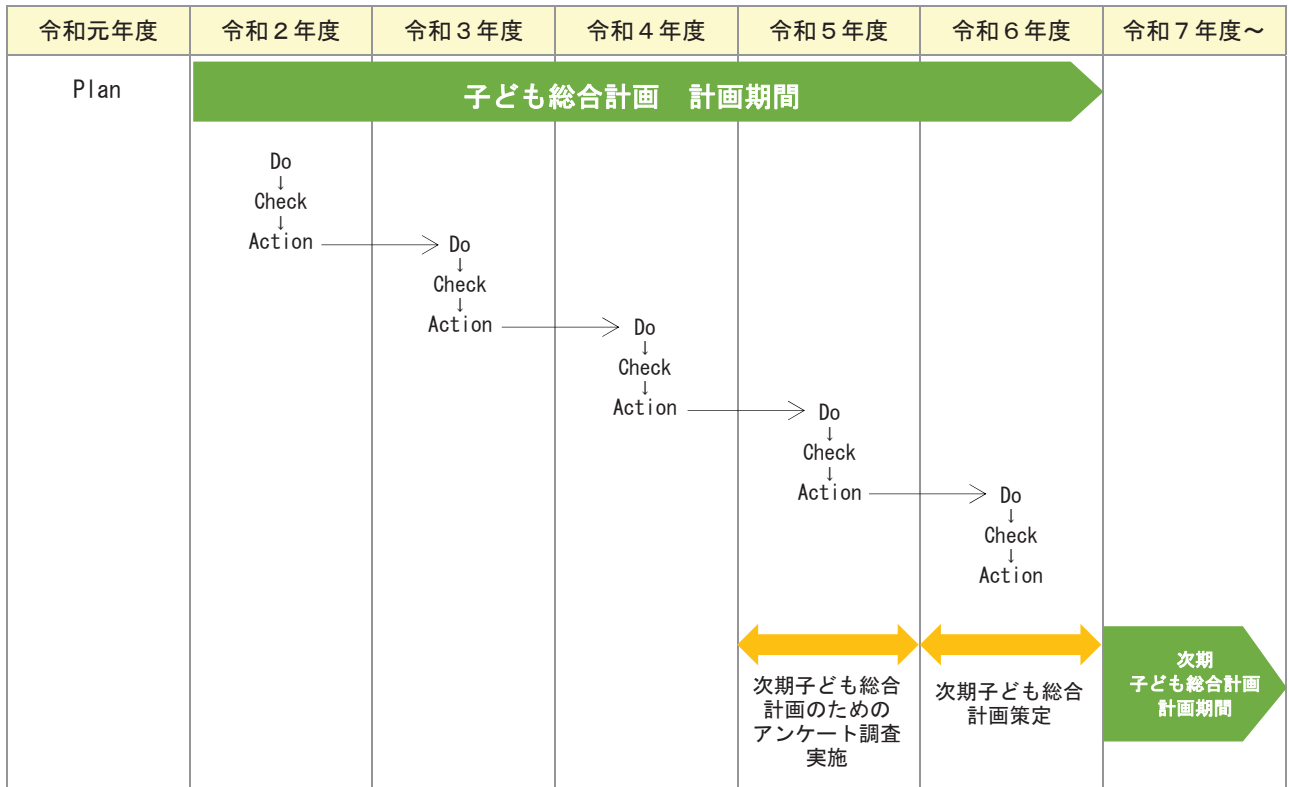 令和元年度
令和２年度
令和３年度
令和４年度
令和５年度
令和６年度
令和７年度～
Plan
子ども総合計画　計画期間
Do
↓
Check
↓
Action
Do
↓
Check
↓
Action
Do
↓
Check
↓
Action
Do
↓
Check
↓
Action
Do
↓
Check
↓
Action
次期子ども総合
計画のための
アンケート調査
実施
次期子ども総合
計画策定
次期
子ども総合計画
計画期間